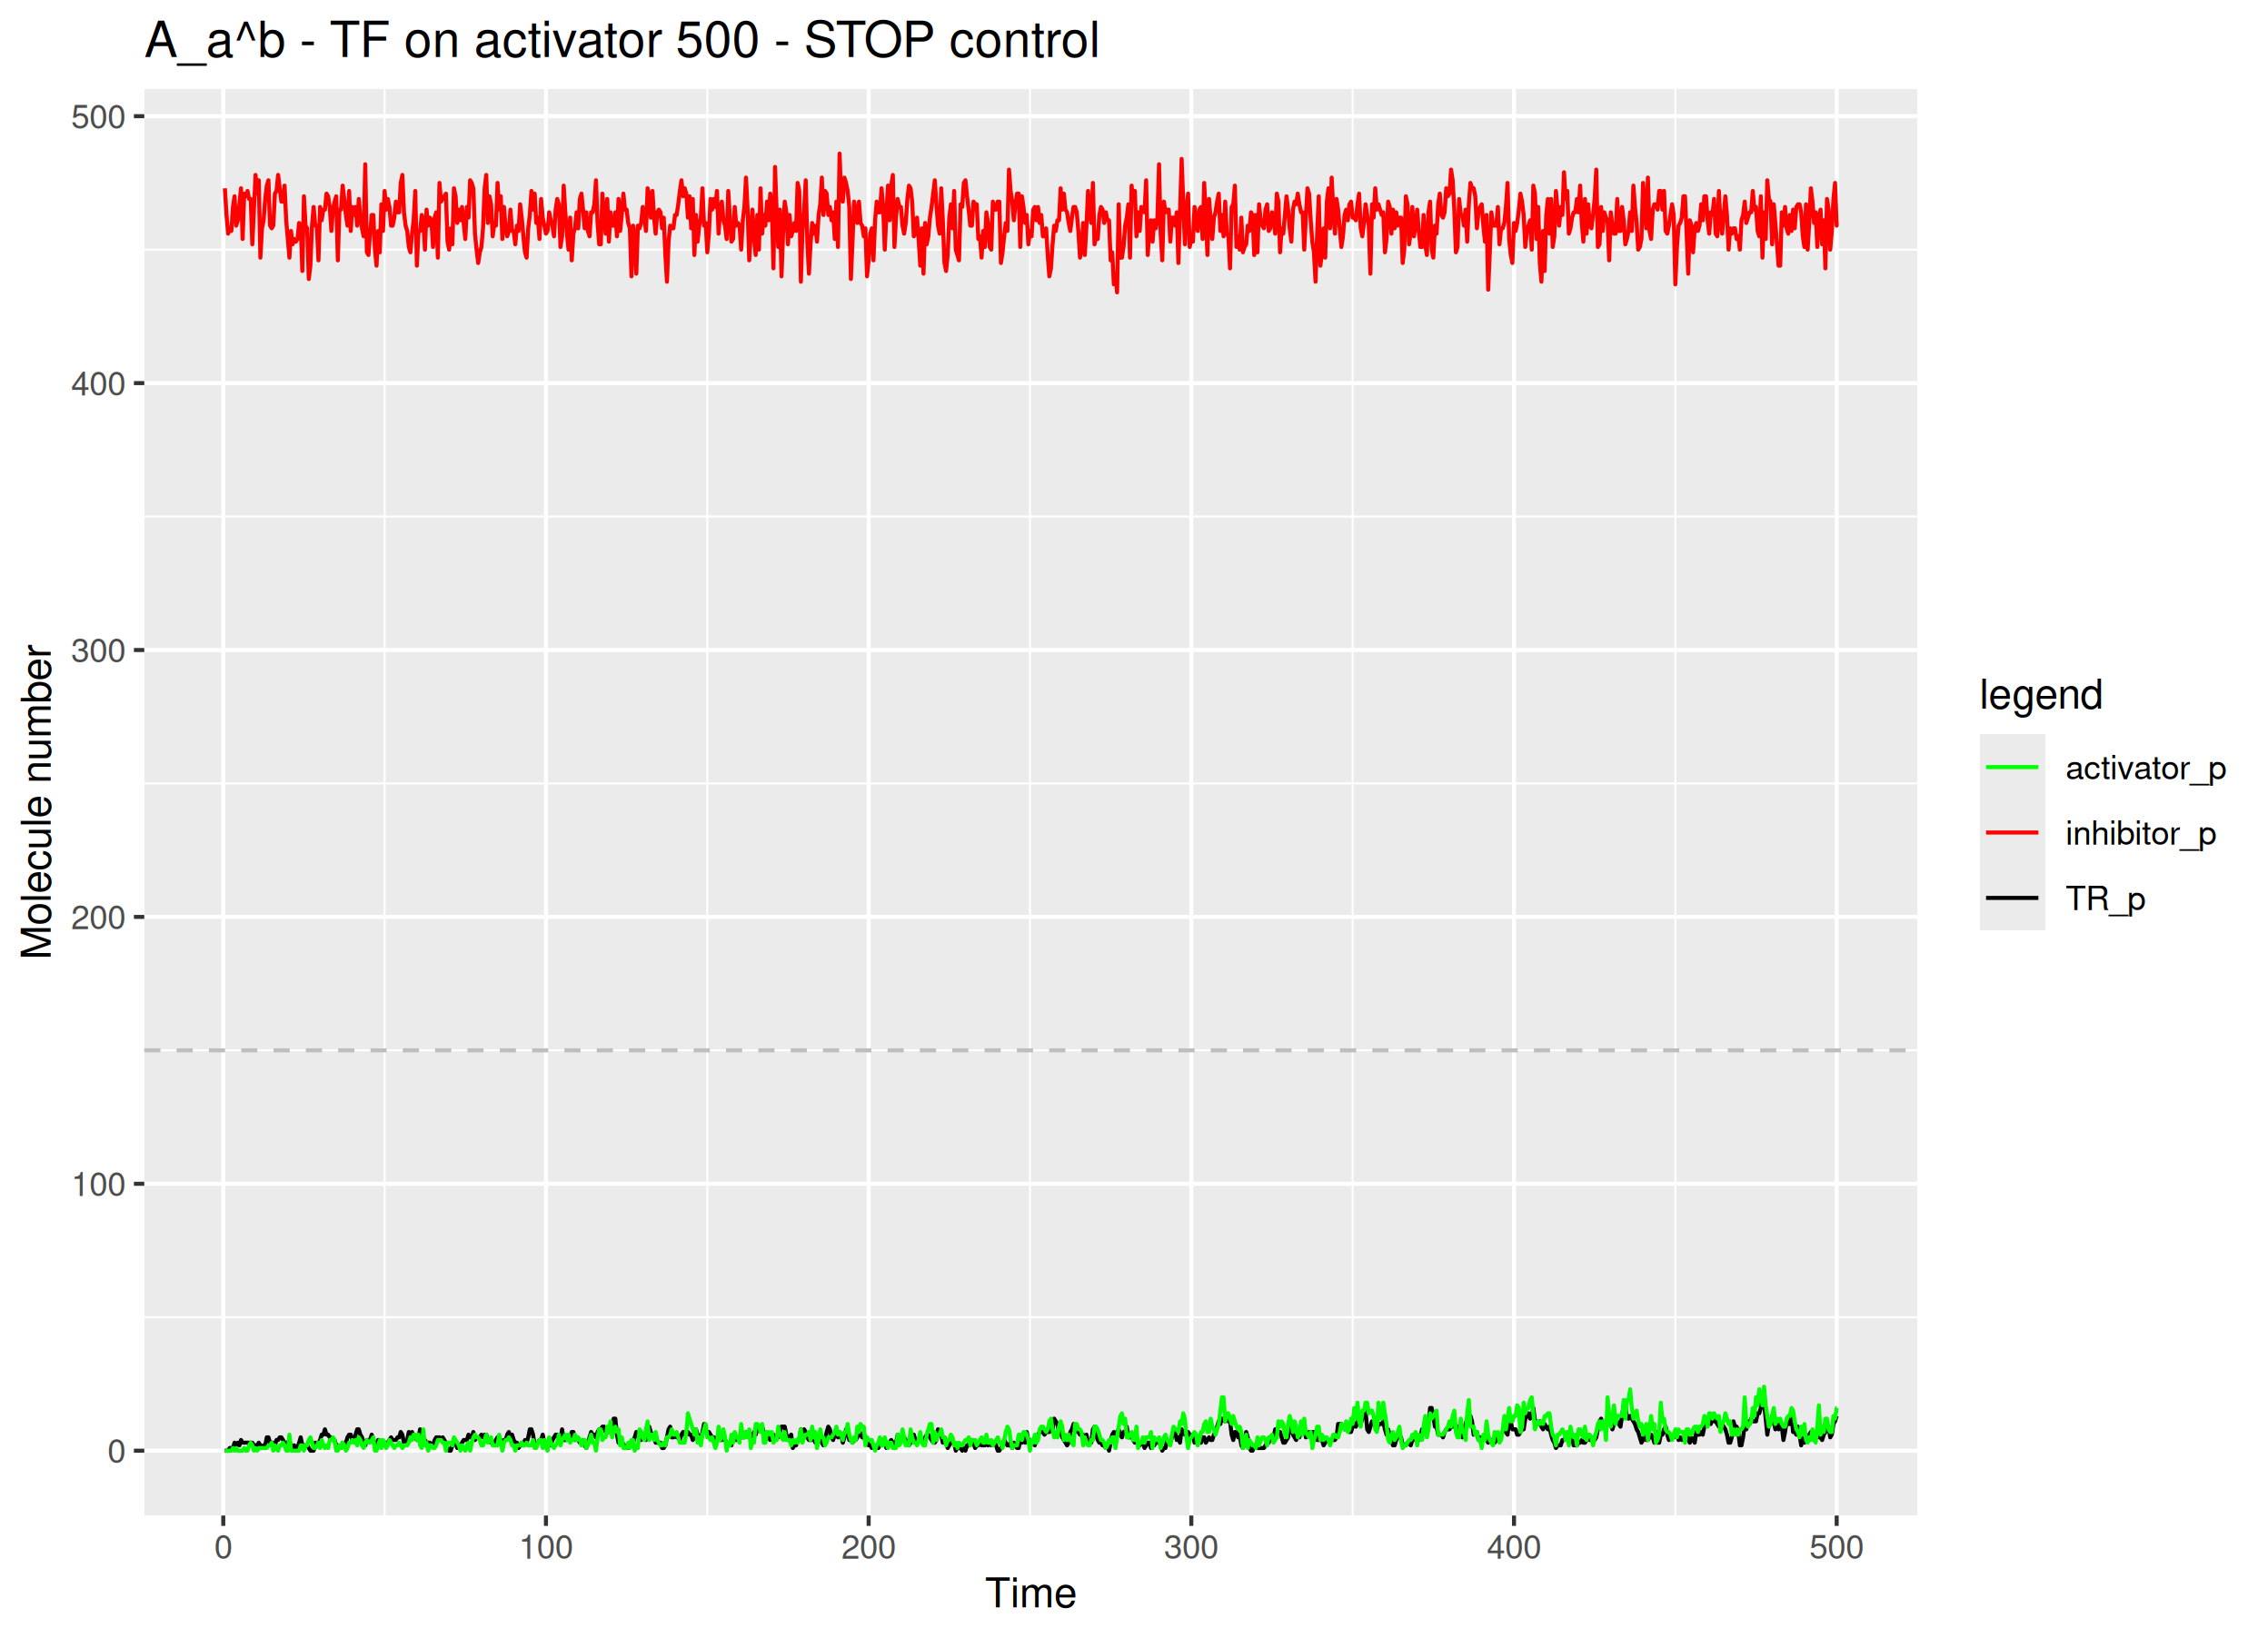 A_a^b - TF on activator 500 - STOP control
500
400
300
200
100
0
Molecule number
0 100 200 300 400 500
Time
legend
activator_p
inhibitor_p
TR_p